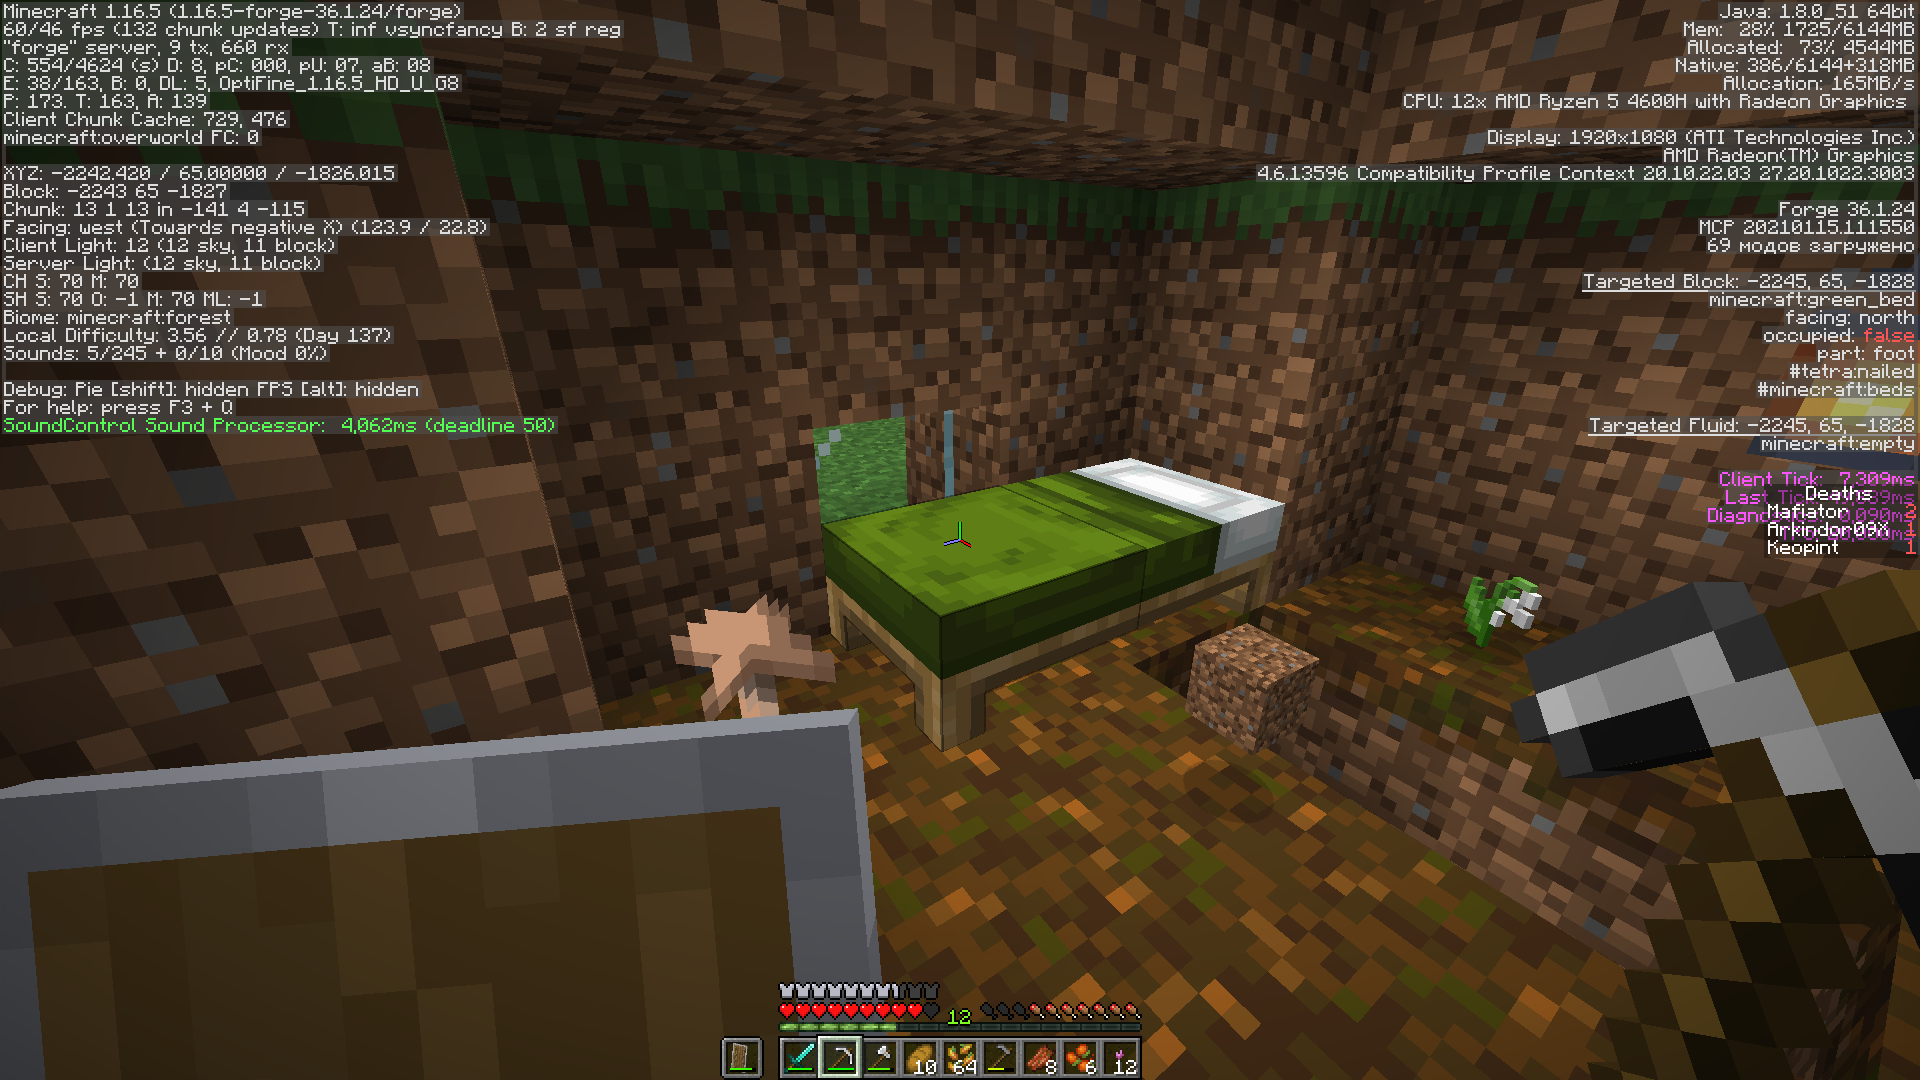 Minecraft 1.16.5 (1.16.5-forge-36.1.24/forge)
60/46 fps (132 chunk updates) T: inf vsyncfancy B: 2 sf reg
"forge" server, 9 tx, 660 rx
C: 554/4624 (s) D: 8, pC: 000, pU: 07, aB: 08
E: 38/163, B: 0, DL: 5, OptiFine_1.16.5_HD_U_G8
P: 173. T: 163, A: 139
Client Chunk Cache: 729, 476
minecraft:overworld FC: 0
XYZ: -2242.420 / 65.00000 / -1826.015
Block: -2243 65 -1827
Chunk: 13 1 13 in -141 4 -115
Facing: west (Towards negative X) (123.9 / 22.8)
Client Light: 12 (12 sky, 11 block)
Server Light: (12 sky, 11 block)
CH S: 70 M: 70
SH S: 70 O: -1 M: 70 ML: -1
Biome: minecraft:forest
Local Difficulty: 3.56 // 0.78 (Day 137)
Sounds: 5/245 + 0/10 (Mood 0%)
Debug: Pie [shift]: hidden FPS [alt]: hidden
For help: press F3 + Q
SoundControl Sound Processor: 4,062ms (deadline 50)
Java: 1.8.0_51 64bit
Mem: 28% 1725/6144MB
Allocated: 73% 4544MB
Native: 386/6144+318MB
Allocation: 165MB/s
CPU: 12x AMD Ryzen 5 4600H with Radeon Graphics
Display: 1920x1080 (ATI Technologies Inc.)
AMD Radeon(TM) Graphics
4.6.13596 Compatibility Profile Context 20.10.22.03 27.20.1022.3003
Forge 36.1.24
MCP 20210115.111550
69 модов загружено
Targeted Block: -2245, 65, -1828
minecraft:green_bed
facing: north
occupied: false
part: foot
#tetra:nailed
#minecraft:beds
Targeted Fluid: -2245, 65, -1828
minecraft:empty
Client Tick: 7,309ms
Deaths
Mafiator 2
Arkindor09X 1
Keopint 1
12
10
64
8
6
12